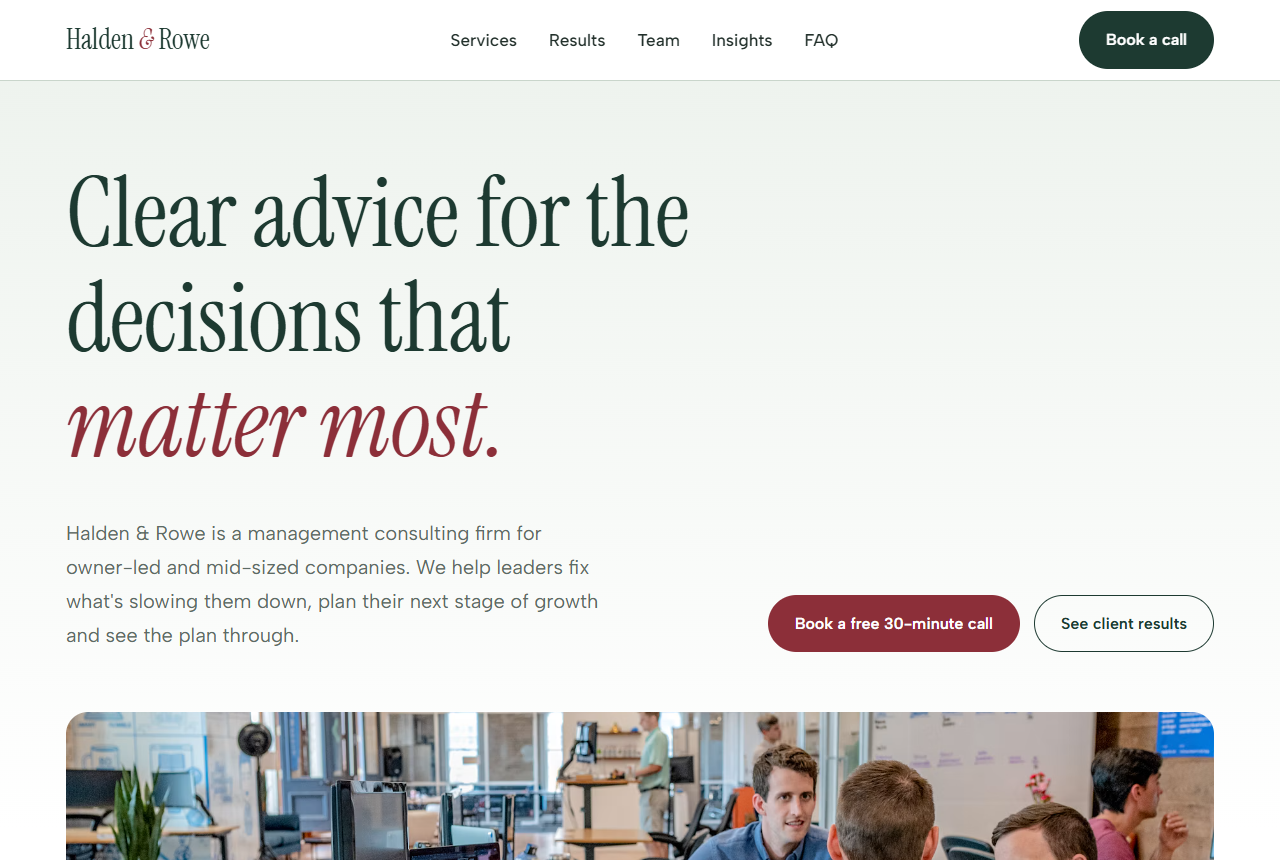 Halden & Rowe
Services Results Team Insights FAQ
Book a call
Clear advice for the
decisions that
matter most.
Halden & Rowe is a management consulting firm for
owner-led and mid-sized companies. We help leaders fix
what's slowing them down, plan their next stage of growth
and see the plan through.
Book a free 30-minute call
See client results